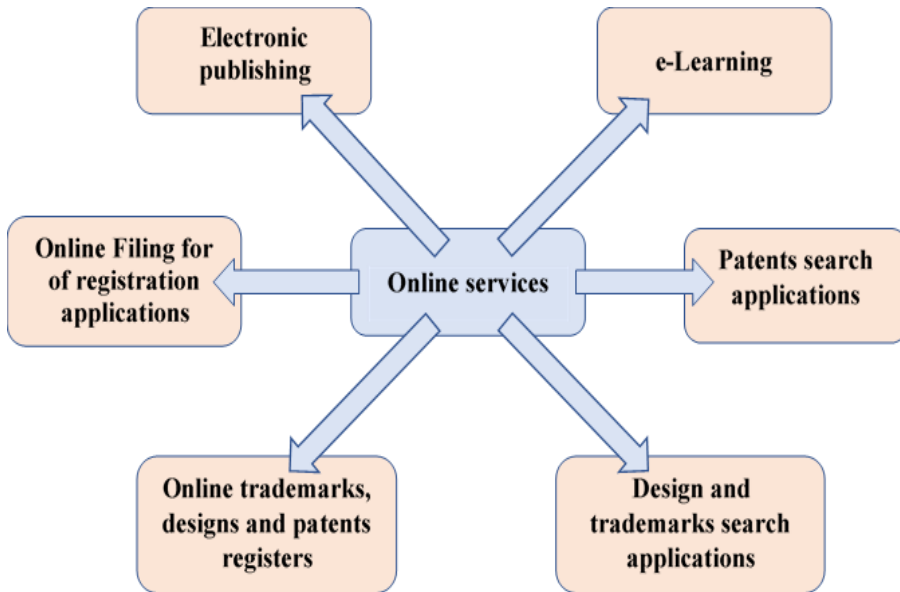 Electronic
publishing
e-Learning
Online Filing for
of registration
applications
Online services
Patents search
applications
Online trademarks,
designs and patents
registers
Design and
trademarks search
applications